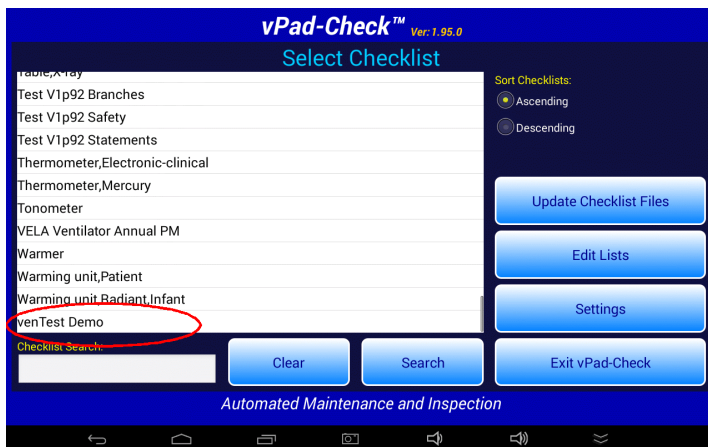 vPad-Check™ Ver: 1.95.0
Select Checklist
Table,X-ray
Test V1p92 Branches
Test V1p92 Safety
Test V1p92 Statements
Thermometer,Electronic-clinical
Thermometer,Mercury
Tonometer
VELA Ventilator Annual PM
Warmer
Warming unit,Patient
Warming unit,Radiant,Infant
venTest Demo
Sort Checklists:
Ascending
Descending
Update Checklist Files
Edit Lists
Settings
Exit vPad-Check
Checklist Search:
Clear
Search
Automated Maintenance and Inspection